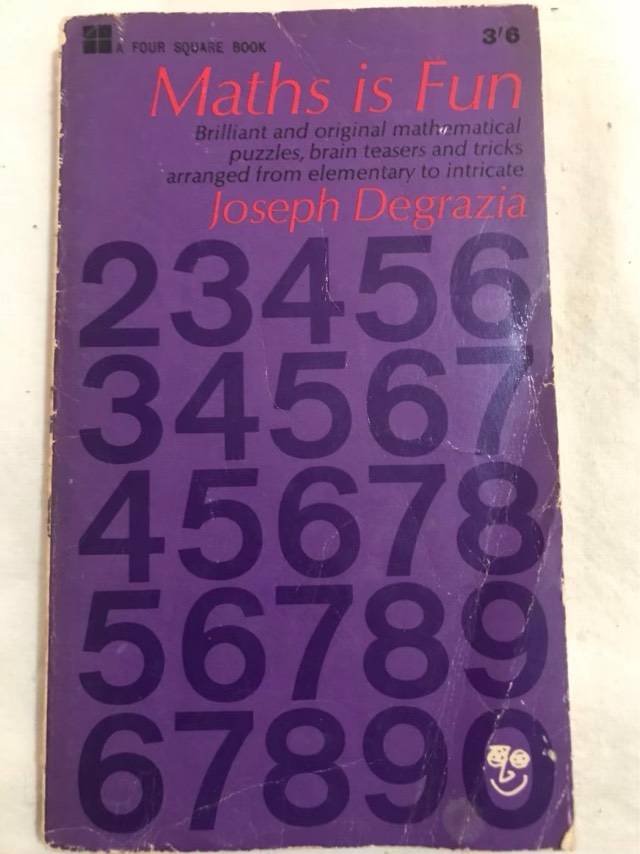 A FOUR SQUARE BOOK
3'6
Maths is Fun
Brilliant and original mathematical
puzzles, brain teasers and tricks
arranged from elementary to intricate
Joseph Degrazia
23456
34567
45678
56789
67890